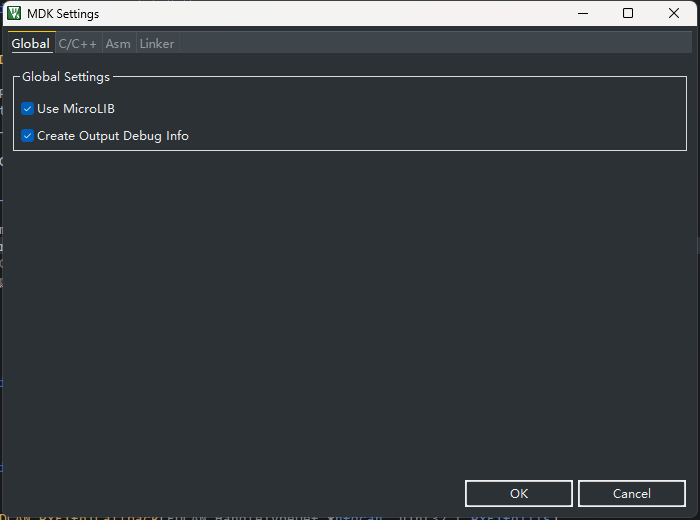 MDK Settings
Global C/C++ Asm Linker
Global Settings
Use MicroLIB
Create Output Debug Info
OK Cancel